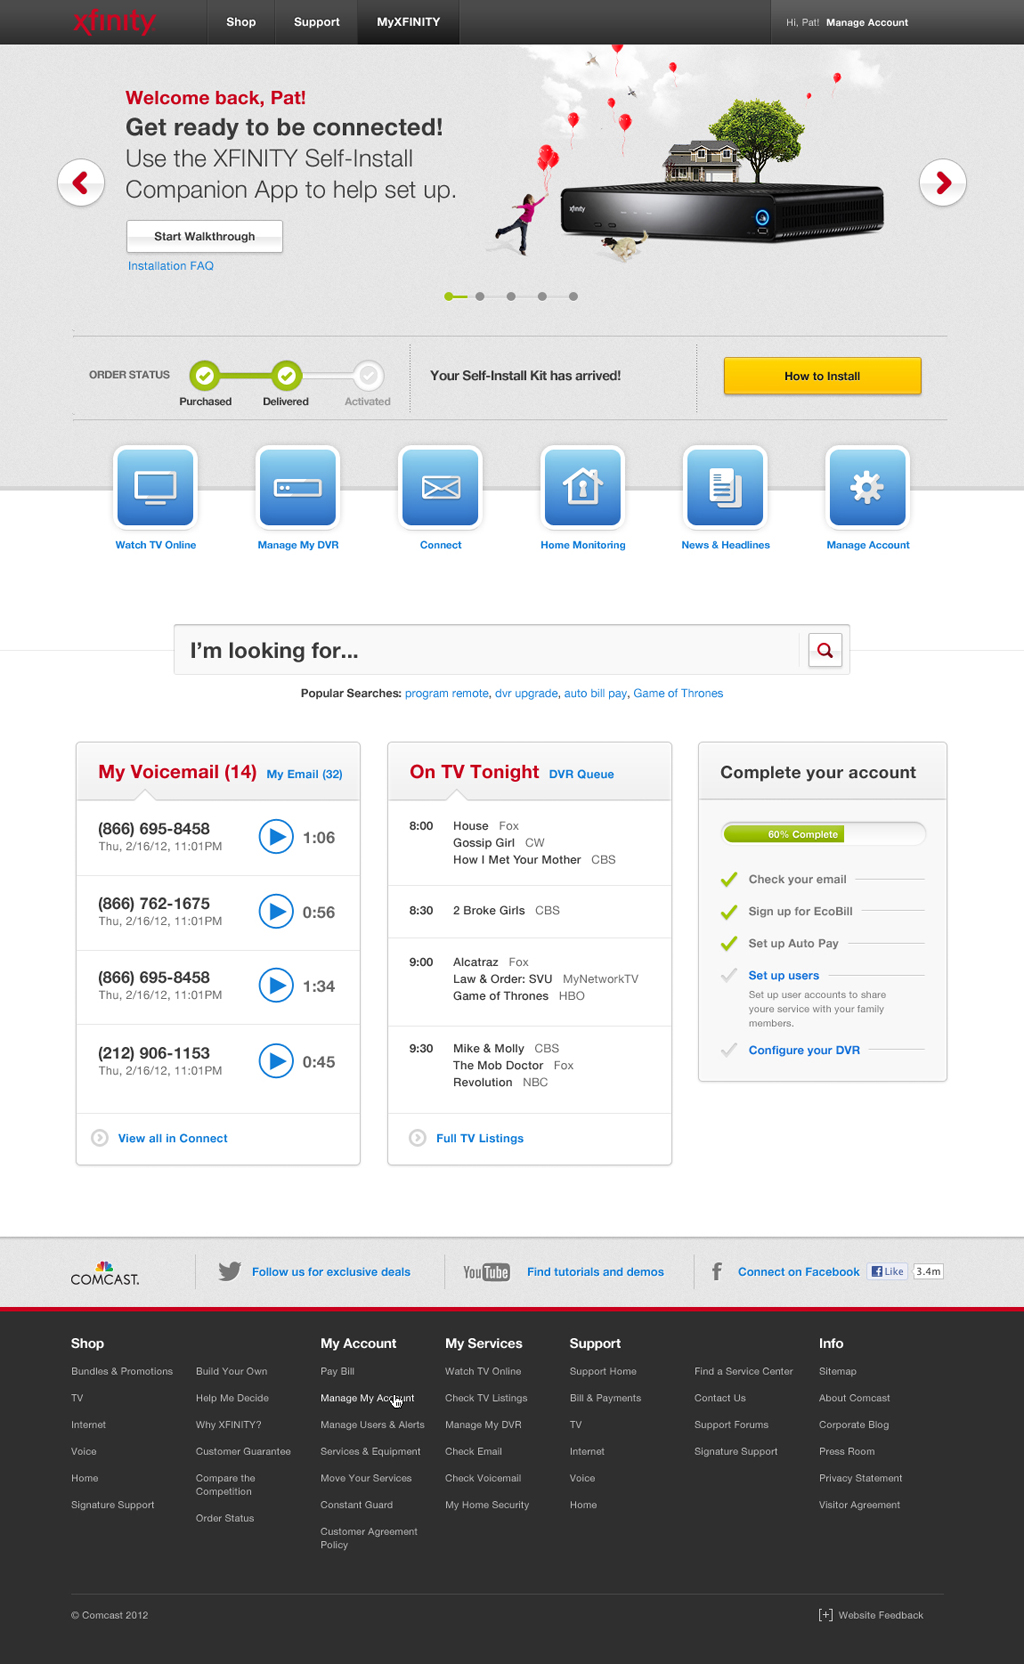 xfinity
Shop
Support
MyXFINITY
Hi, Pat! Manage Account
Welcome back, Pat!
Get ready to be connected!
Use the XFINITY Self-Install
Companion App to help set up.
Start Walkthrough
Installation FAQ
xfinity
ORDER STATUS
Purchased
Delivered
Activated
Your Self-Install Kit has arrived!
How to Install
Watch TV Online
Manage My DVR
Connect
Home Monitoring
News & Headlines
Manage Account
I'm looking for...
Popular Searches: program remote, dvr upgrade, auto bill pay, Game of Thrones
My Voicemail (14) My Email (32)
(866) 695-8458
Thu, 2/16/12, 11:01PM
1:06
(866) 762-1675
Thu, 2/16/12, 11:01PM
0:56
(866) 695-8458
Thu, 2/16/12, 11:01PM
1:34
(212) 906-1153
Thu, 2/16/12, 11:01PM
0:45
View all in Connect
On TV Tonight DVR Queue
8:00 House Fox
Gossip Girl CW
How I Met Your Mother CBS
8:30 2 Broke Girls CBS
9:00 Alcatraz Fox
Law & Order: SVU MyNetworkTV
Game of Thrones HBO
9:30 Mike & Molly CBS
The Mob Doctor Fox
Revolution NBC
Full TV Listings
Complete your account
60% Complete
Check your email
Sign up for EcoBill
Set up Auto Pay
Set up users
Set up user accounts to share
youre service with your family
members.
Configure your DVR
COMCAST.
Follow us for exclusive deals
YouTube
Find tutorials and demos
Connect on Facebook
Like
3.4m
Shop
Bundles & Promotions
TV
Internet
Voice
Home
Signature Support
Build Your Own
Help Me Decide
Why XFINITY?
Customer Guarantee
Compare the
Competition
Order Status
My Account
Pay Bill
Manage My Account
Manage Users & Alerts
Services & Equipment
Move Your Services
Constant Guard
Customer Agreement
Policy
My Services
Watch TV Online
Check TV Listings
Manage My DVR
Check Email
Check Voicemail
My Home Security
Support
Support Home
Bill & Payments
TV
Internet
Voice
Home
Find a Service Center
Contact Us
Support Forums
Signature Support
Info
Sitemap
About Comcast
Corporate Blog
Press Room
Privacy Statement
Visitor Agreement
© Comcast 2012
[+] Website Feedback